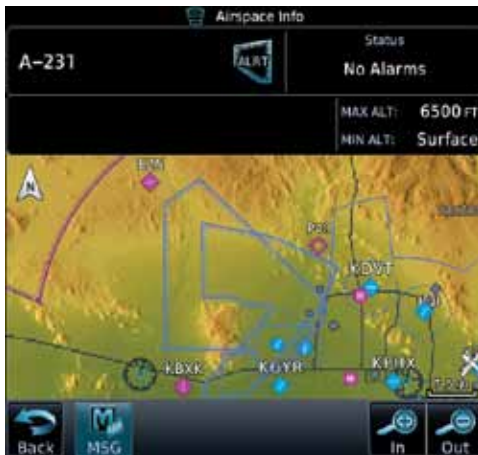 Airspace Info
A-231
ALRT
Status
No Alarms
MAX ALT: 6500 FT
MIN ALT: Surface
N
KDVT
KBXK
KGYR
KPHX
Back
MSG
In
Out